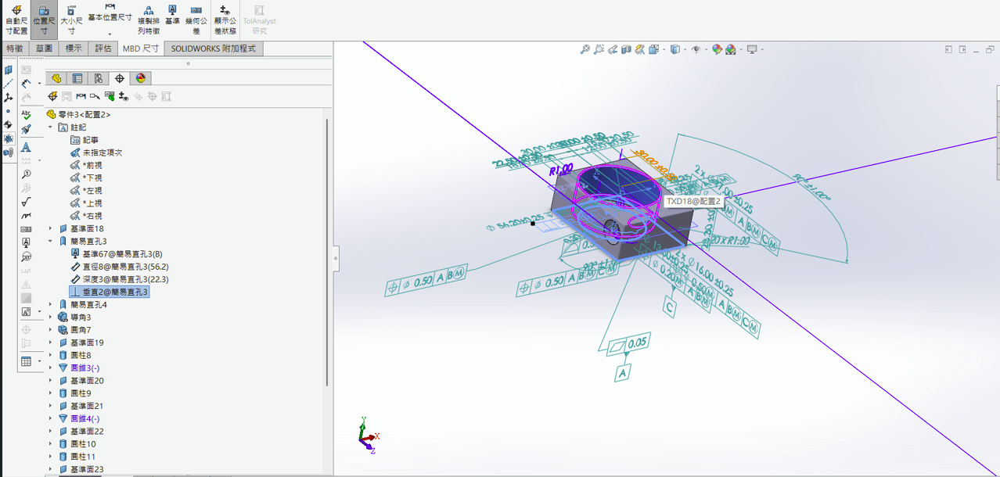 自動尺寸配置
位置尺寸
大小尺寸
基本位置尺寸
複製排列特徵
基準
幾何公差
顯示公差狀態
TolAnalyst 研究
特徵
草圖
標示
評估
MBD 尺寸
SOLIDWORKS 附加程式
零件3<配置2>
註記
記事
未指定項次
*前視
*下視
*左視
*上視
*右視
基準面18
簡易直孔3
基準67@簡易直孔3(B)
直徑8@簡易直孔3(56.2)
深度3@簡易直孔3(22.3)
垂直2@簡易直孔3
簡易直孔4
導角3
圓角7
基準面19
圓柱8
圓錐3(-)
基準面20
圓柱9
基準面21
圓錐4(-)
基準面22
圓柱10
圓柱11
基準面23
R1.00
TXD18@配置2
90°±1.00°
∅ 56.20±0.25
20xR1.00
2x ∅16.00±0.25
⌖ ∅ 0.50 A BⓂ
⌖ ∅ 0.50 A BⓂ CⓂ
A BⓂ CⓂ
C
0.05
A
Y
X
Z